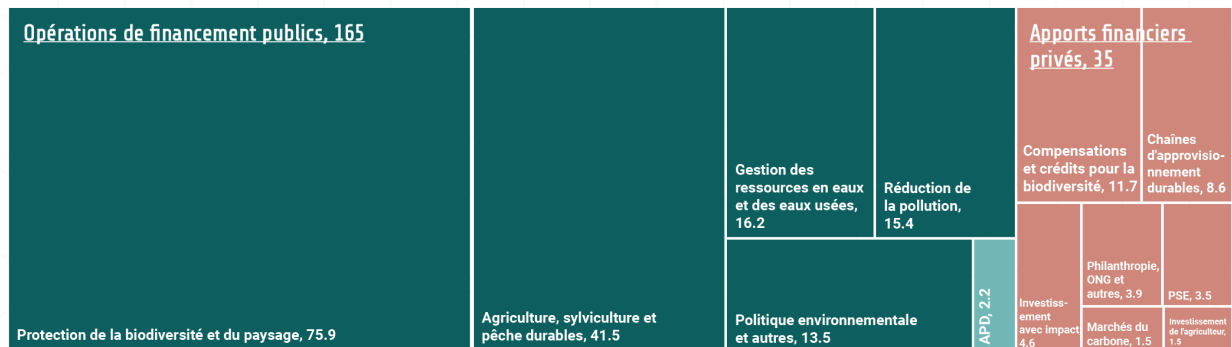 Opérations de financement publics, 165
Protection de la biodiversité et du paysage, 75.9
Agriculture, sylviculture et
pêche durables, 41.5
Gestion des
ressources en eaux
et des eaux usées,
16.2
Réduction de
la pollution,
15.4
Politique environnementale
et autres, 13.5
APD, 2.2
Apports financiers
privés, 35
Compensations
et crédits pour la
biodiversité, 11.7
Chaînes
d'approvisio-
nnement
durables, 8.6
Investiss-
ement
avec impact,
4.6
Philanthropie,
ONG et
autres, 3.9
PSE, 3.5
Marchés du
carbone, 1.5
Investissement
de l'agriculteur,
1.5